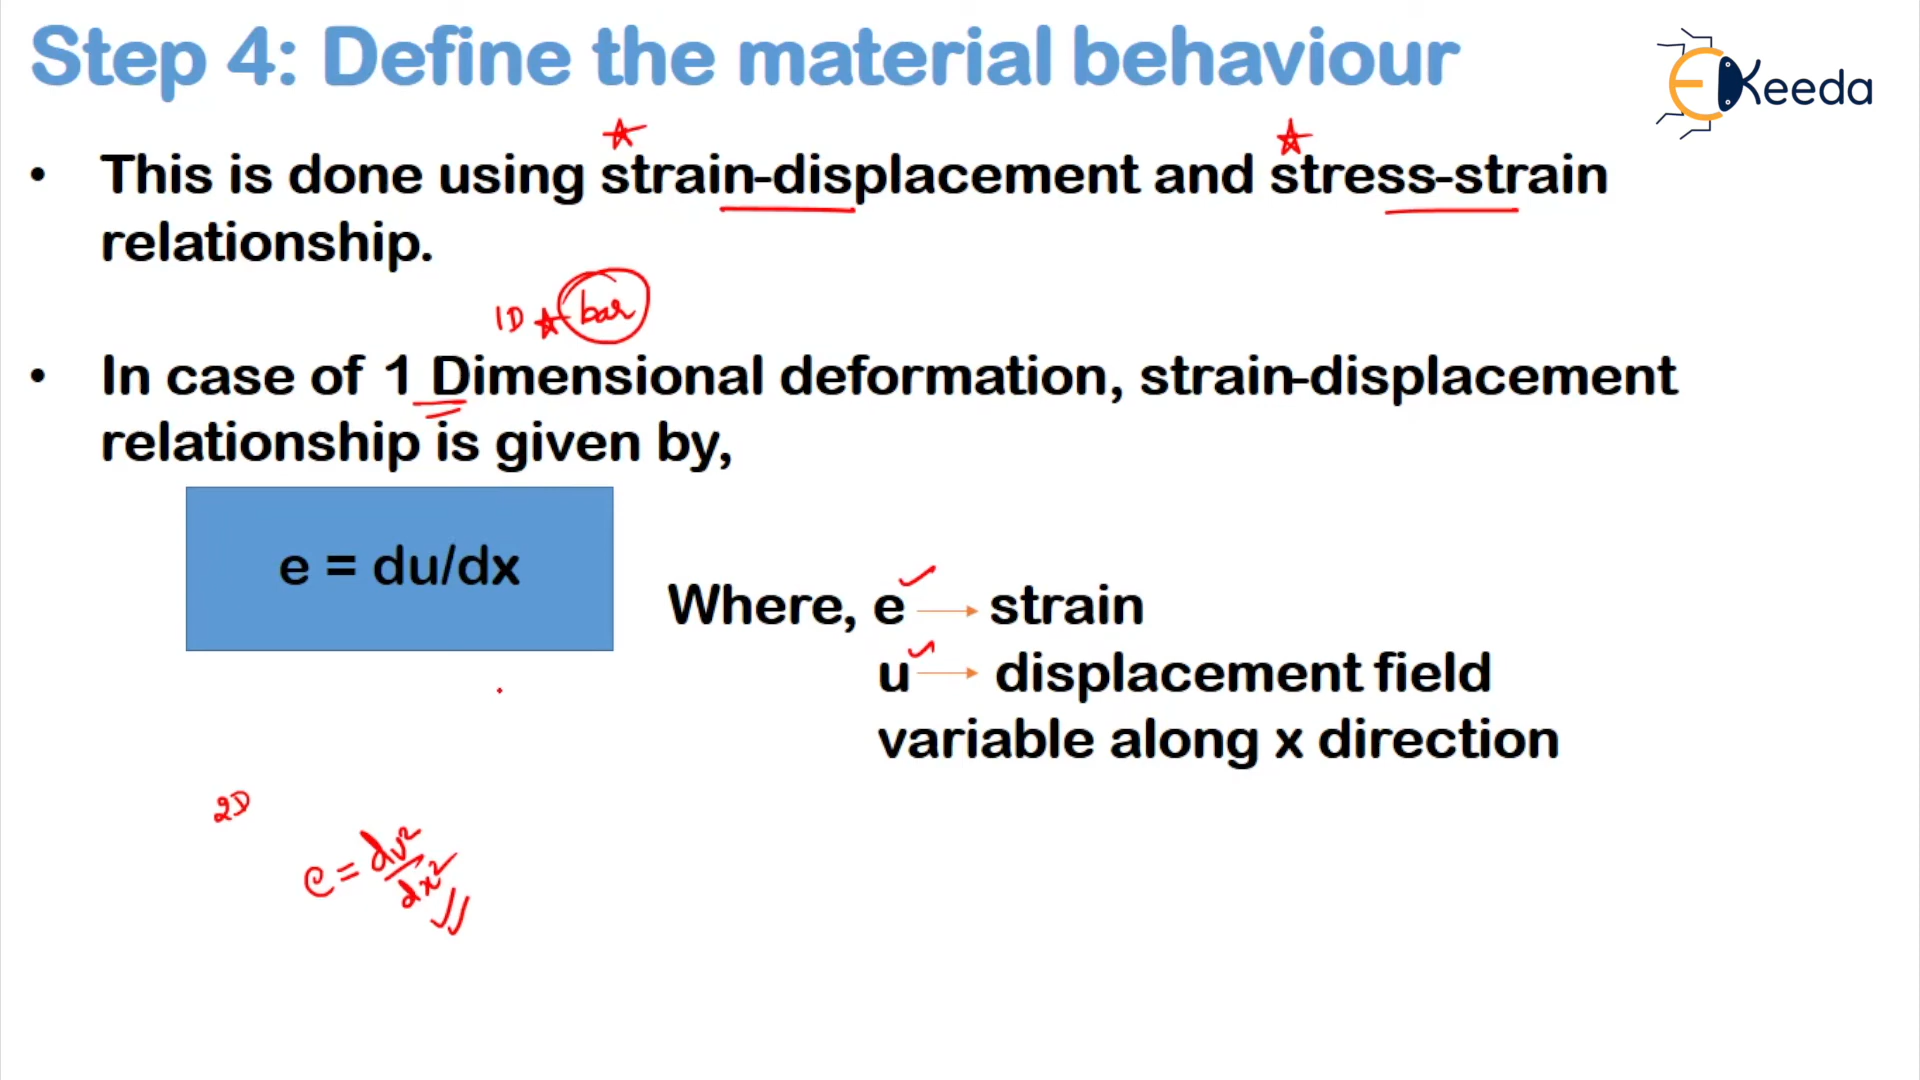 Step 4: Define the material behaviour
EKeeda
• This is done using strain-displacement and stress-strain
relationship.
1D bar
• In case of 1 Dimensional deformation, strain-displacement
relationship is given by,
e = du/dx
Where, e → strain
u → displacement field
variable along x direction
2D
e = dv²/dx²